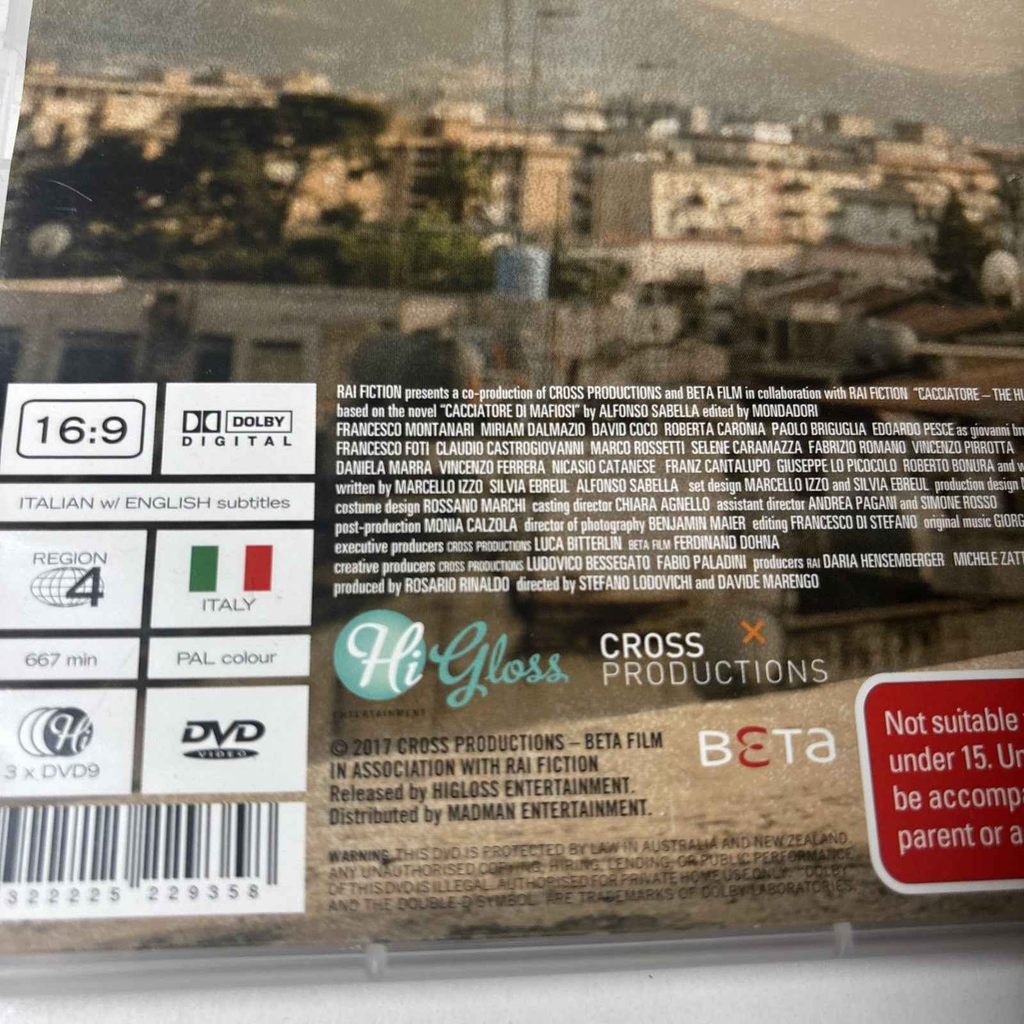 16:9
DOLBY
DIGITAL
ITALIAN w/ ENGLISH subtitles
REGION
4
ITALY
667 min
PAL colour
Hi
3 x DVD9
DVD
VIDEO
322225 229358
RAI FICTION presents a co-production of CROSS PRODUCTIONS and BETA FILM in collaboration with RAI FICTION "CACCIATORE – THE
based on the novel "CACCIATORE DI MAFIOSI" by ALFONSO SABELLA edited by MONDADORI
FRANCESCO MONTANARI MIRIAM DALMAZIO DAVID COCO ROBERTA CARONIA PAOLO BRIGUGLIA EDOARDO PESCE as giovanni
FRANCESCO FOTI CLAUDIO CASTROGIOVANNI MARCO ROSSETTI SELENE CARAMAZZA FABRIZIO ROMANO VINCENZO PIRROTTA
DANIELA MARRA VINCENZO FERRERA NICASIO CATANESE FRANZ CANTALUPO GIUSEPPE LO PICOCOLO ROBERTO BONURA and
written by MARCELLO IZZO SILVIA EBREUL ALFONSO SABELLA set design MARCELLO IZZO and SILVIA EBREUL production design
costume design ROSSANO MARCHI casting director CHIARA AGNELLO assistant director ANDREA PAGANI and SIMONE ROSSO
post-production MONIA CALZOLA director of photography BENJAMIN MAIER editing FRANCESCO DI STEFANO original music
executive producers CROSS PRODUCTIONS LUCA BITTERLIN BETA FILM FERDINAND DOHNA
creative producers CROSS PRODUCTIONS LUDOVICO BESSEGATO FABIO PALADINI producers RAI DARIA HENSEMBERGER MICHELE
produced by ROSARIO RINALDO directed by STEFANO LODOVICHI and DAVIDE MARENGO
Hi Gloss
ENTERTAINMENT
CROSS
PRODUCTIONS
© 2017 CROSS PRODUCTIONS – BETA FILM
IN ASSOCIATION WITH RAI FICTION
Released by HIGLOSS ENTERTAINMENT.
Distributed by MADMAN ENTERTAINMENT.
BETA
WARNING. THIS DVD IS PROTECTED BY LAW IN AUSTRALIA AND NEW ZEALAND.
ANY UNAUTHORISED COPYING, HIRING, LENDING, OR PUBLIC PERFORMANCE
OF THIS DVD IS ILLEGAL. AUTHORISED FOR PRIVATE HOME USE ONLY. "DOLBY"
AND THE DOUBLE-D SYMBOL, ARE TRADEMARKS OF DOLBY LABORATORIES.
Not suitable
under 15.
be
parent or a